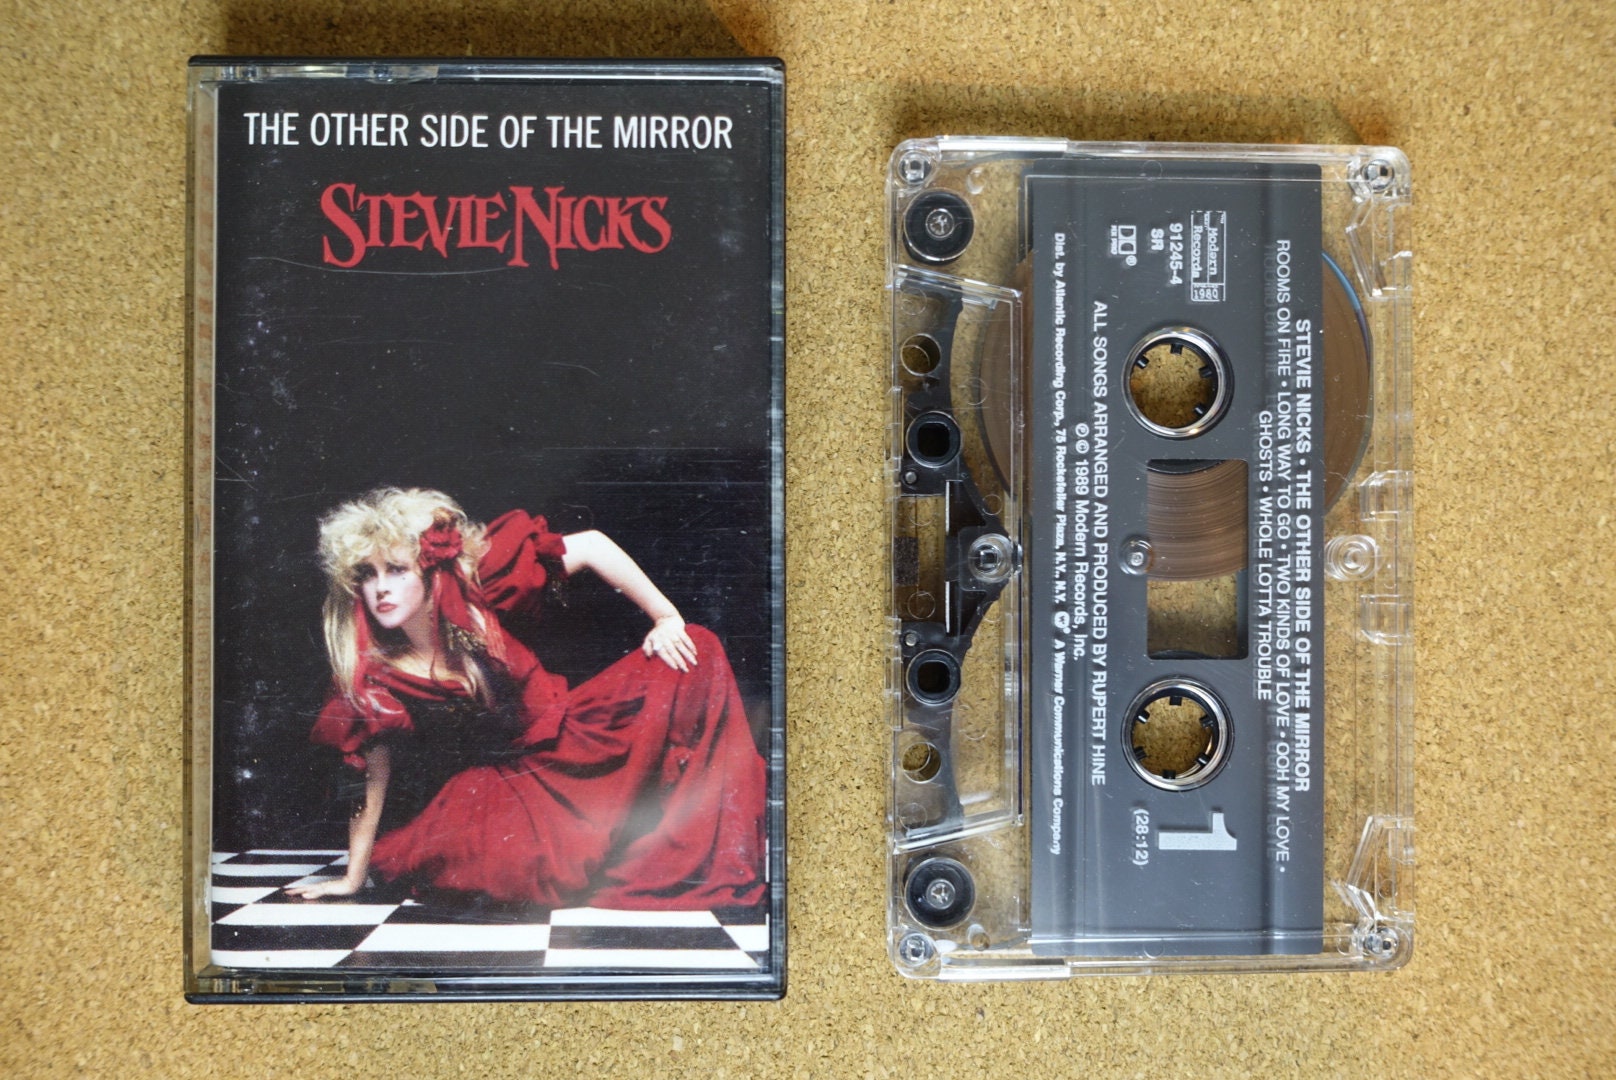 THE OTHER SIDE OF THE MIRROR
STEVIE NICKS
STEVIE NICKS • THE OTHER SIDE OF THE MIRROR
ROOMS ON FIRE • LONG WAY TO GO • TWO KINDS OF LOVE • OOH MY LOVE •
GHOSTS • WHOLE LOTTA TROUBLE
Modern
Records
1980
91245-4
SR
®
HX PRO
1
(28:12)
ALL SONGS ARRANGED AND PRODUCED BY RUPERT HINE
℗ © 1989 Modern Records, Inc.
Dist. by Atlantic Recording Corp., 75 Rockefeller Plaza, N.Y., N.Y. W® A Warner Communications Company